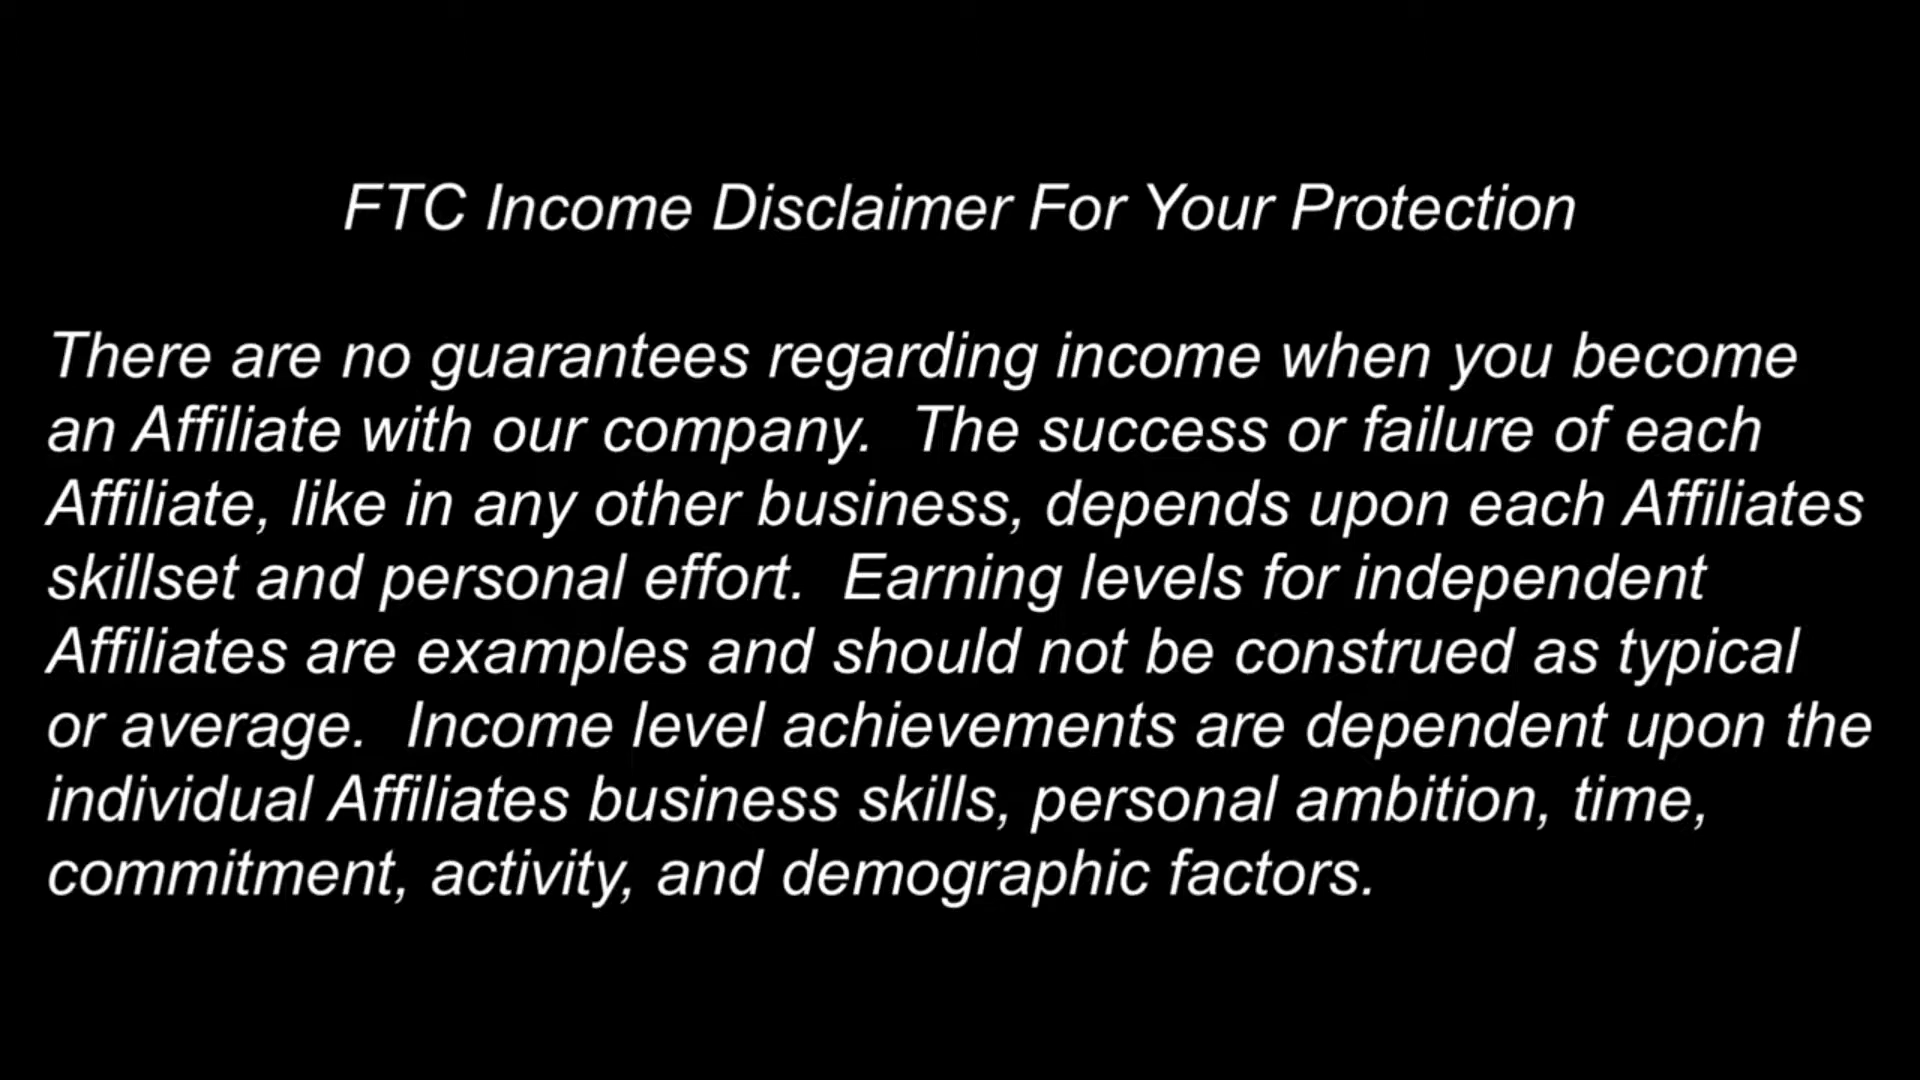 FTC Income Disclaimer For Your Protection
There are no guarantees regarding income when you become
an Affiliate with our company.  The success or failure of each
Affiliate, like in any other business, depends upon each Affiliates
skillset and personal effort.  Earning levels for independent
Affiliates are examples and should not be construed as typical
or average.  Income level achievements are dependent upon the
individual Affiliates business skills, personal ambition, time,
commitment, activity, and demographic factors.